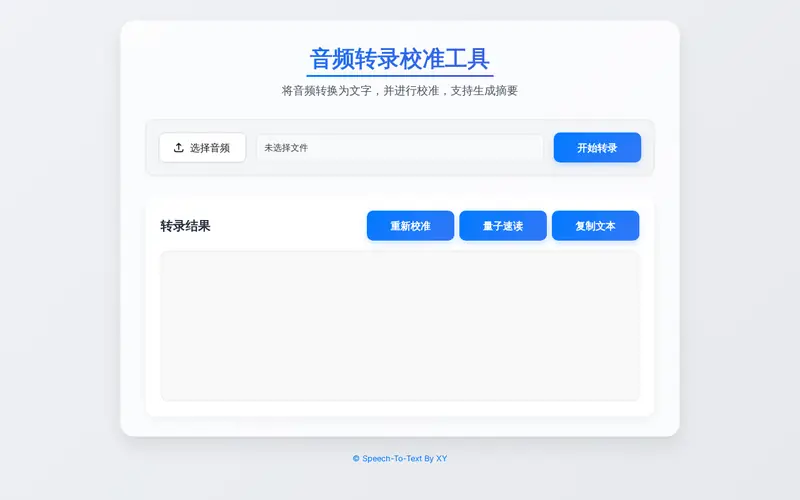 音频转录校准工具
将音频转换为文字，并进行校准，支持生成摘要
选择音频
未选择文件
开始转录
转录结果
重新校准
量子速读
复制文本
© Speech-To-Text By XY